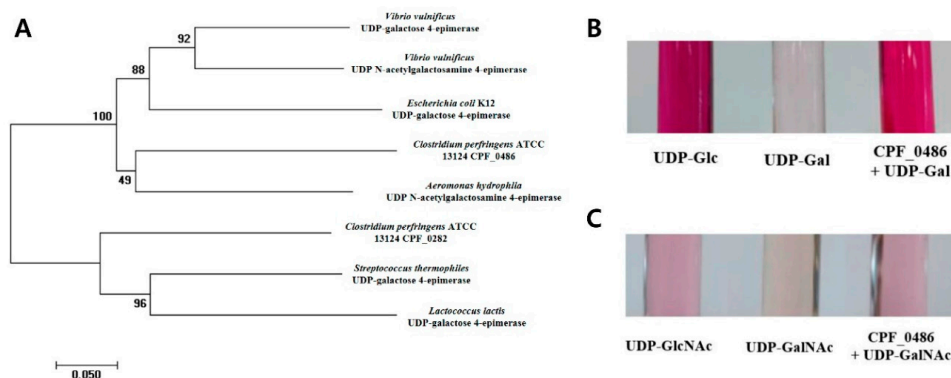 A
Vibrio vulnificus
UDP-galactose 4-epimerase
92
Vibrio vulnificus
UDP N-acetylgalactosamine 4-epimerase
88
Escherichia coli K12
UDP-galactose 4-epimerase
100
Clostridium perfringens ATCC
13124 CPF_0486
49
Aeromonas hydrophlia
UDP N-acetylgalactosamine 4-epimerase
Clostridium perfringens ATCC
13124 CPF_0282
Streptococcus thermophiles
UDP-galactose 4-epimerase
96
Lactococcus lactis
UDP-galactose 4-epimerase
0.050
B
UDP-Glc
UDP-Gal
CPF_0486
+ UDP-Gal
C
UDP-GlcNAc
UDP-GalNAc
CPF_0486
+ UDP-GalNAc